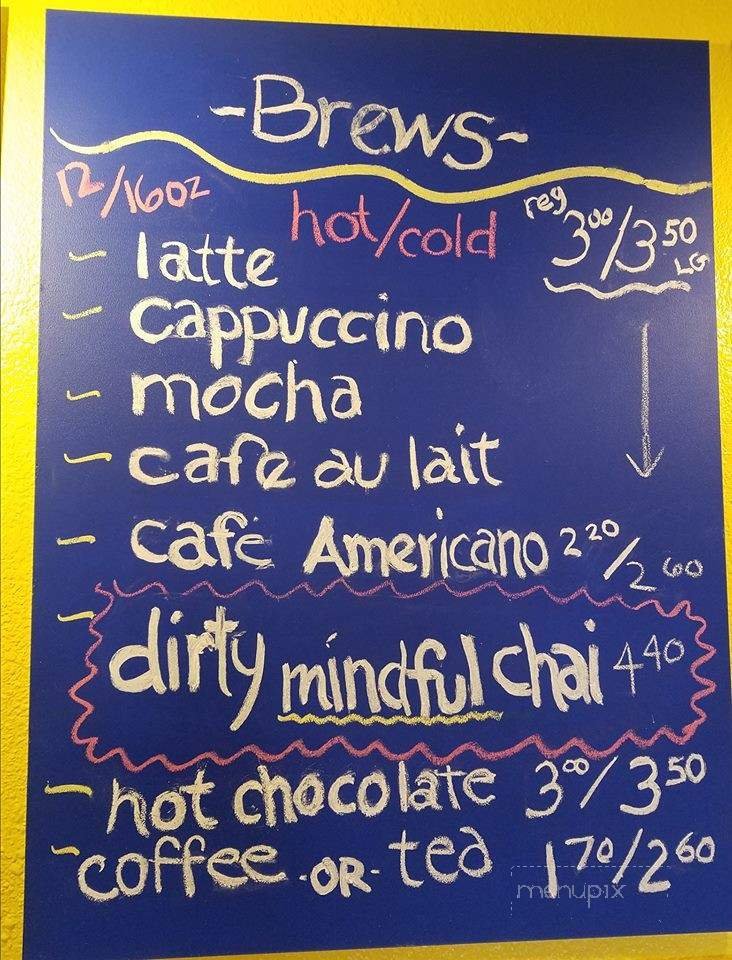 -Brews-
12/16oz hot/cold reg 3.00/3.50 LG
- latte
- cappuccino
- mocha
- cafe au lait
- cafe Americano 2.20/2.60
- dirty mindful chai 4.40
- hot chocolate 3.00/3.50
- coffee -OR- tea 1.70/2.60
menupix